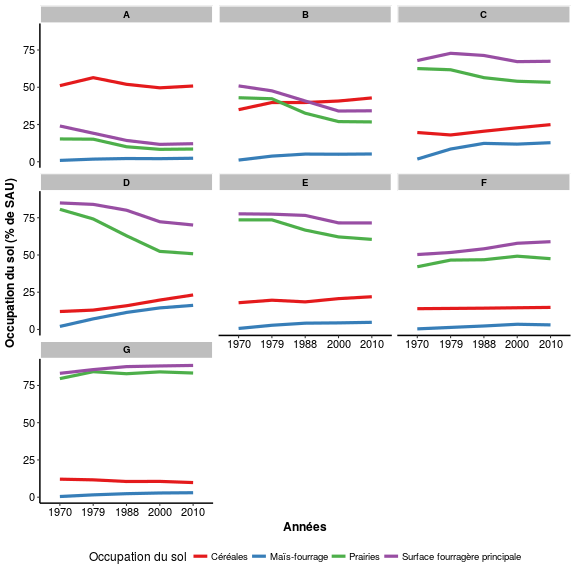 A B C
75
50
25
0
D E F
75
50
25
0
1970 1979 1988 2000 2010 1970 1979 1988 2000 2010
G
75
50
25
0
1970 1979 1988 2000 2010
Occupation du sol (% de SAU)
Années
Occupation du sol Céréales Maïs-fourrage Prairies Surface fourragère principale